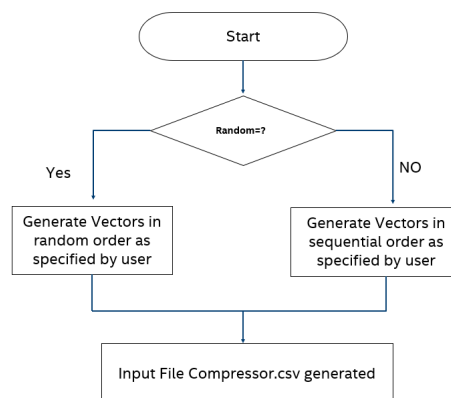 Start
Random=?
Yes
NO
Generate Vectors in
random order as
specified by user
Generate Vectors in
sequential order as
specified by user
Input File Compressor.csv generated